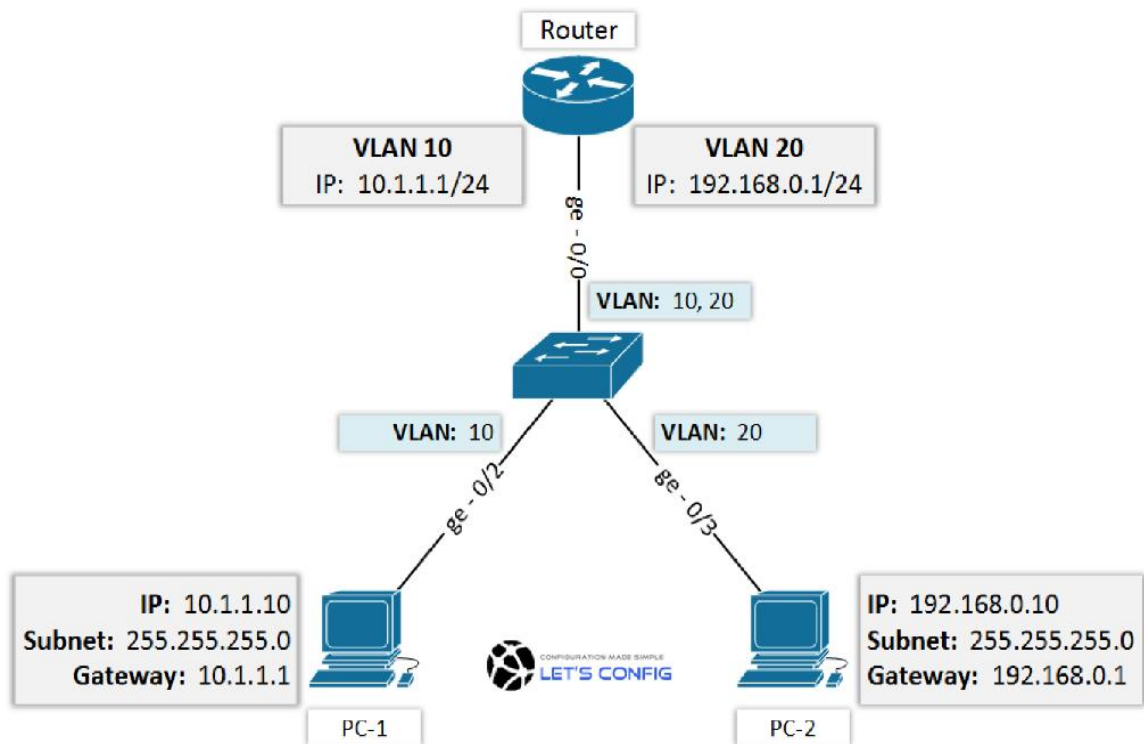 Router
VLAN 10
IP: 10.1.1.1/24
VLAN 20
IP: 192.168.0.1/24
ge - 0/0
VLAN: 10, 20
VLAN: 10
VLAN: 20
ge - 0/2
ge - 0/3
IP: 10.1.1.10
Subnet: 255.255.255.0
Gateway: 10.1.1.1
IP: 192.168.0.10
Subnet: 255.255.255.0
Gateway: 192.168.0.1
CONFIGURATION MADE SIMPLE
LET'S CONFIG
PC-1
PC-2